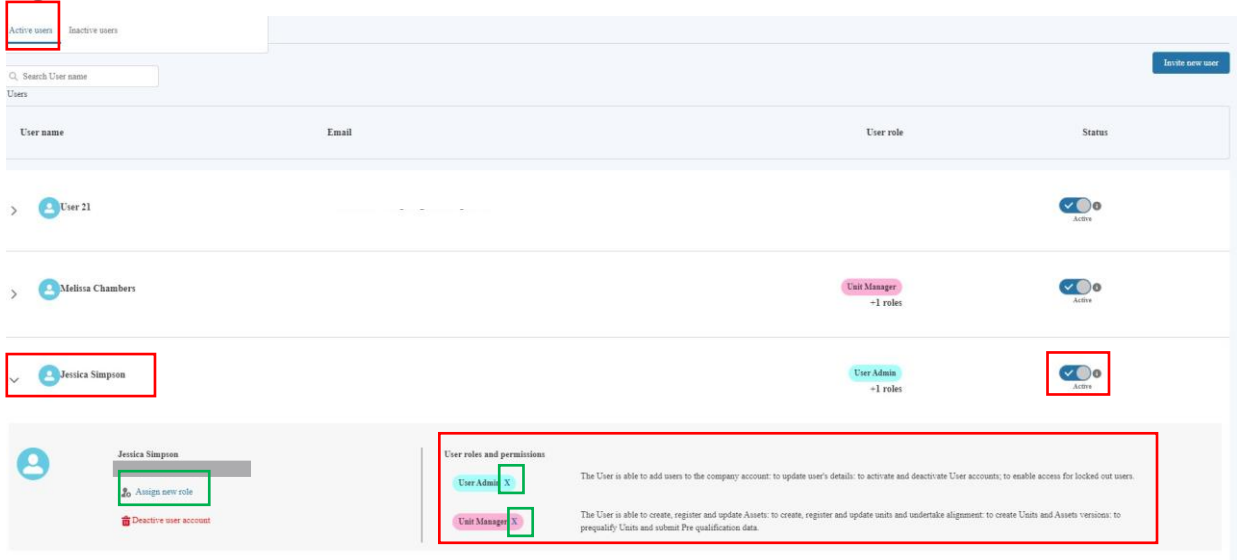 Active users Inactive users
Invite new user
Search User name
Users
User name Email User role Status
User 21
Active
Melissa Chambers Unit Manager
+1 roles
Active
Jessica Simpson User Admin
+1 roles
Active
Jessica Simpson
Assign new role
Deactive user account
User roles and permissions
User Admin X The User is able to add users to the company account: to update user's details: to activate and deactivate User accounts; to enable access for locked out users.
Unit Manager X The User is able to create, register and update Assets: to create, register and update units and undertake alignment: to create Units and Assets versions: to
prequalify Units and submit Pre qualification data.